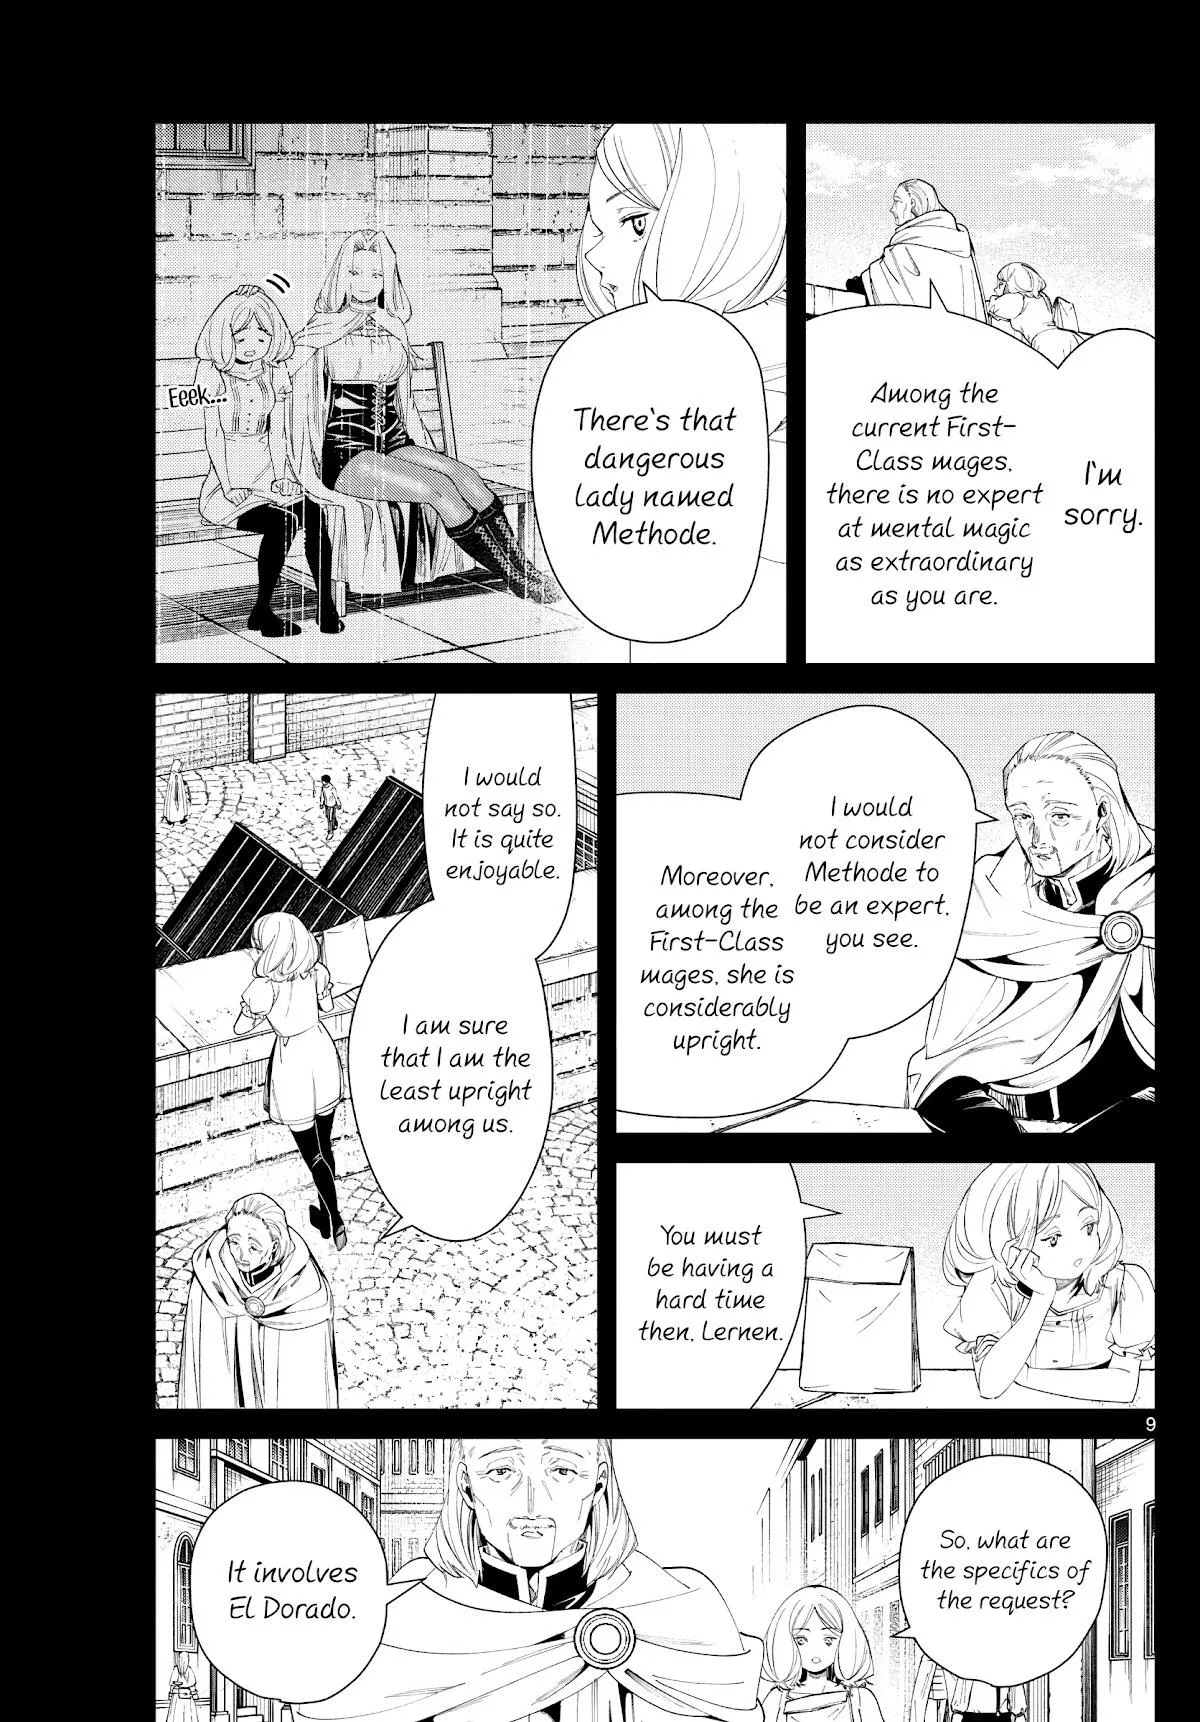 I'm
sorry.
Among the
current First-
Class mages,
there is no expert
at mental magic
as extraordinary
as you are.
There's that
dangerous
lady named
Methode.
Eeek...
I would
not consider
Methode to
be an expert,
you see.
Moreover,
among the
First-Class
mages, she is
considerably
upright.
I would
not say so.
It is quite
enjoyable.
I am sure
that I am the
least upright
among us.
You must
be having a
hard time
then, Lernen.
9
So, what are
the specifics of
the request?
It involves
El Dorado.